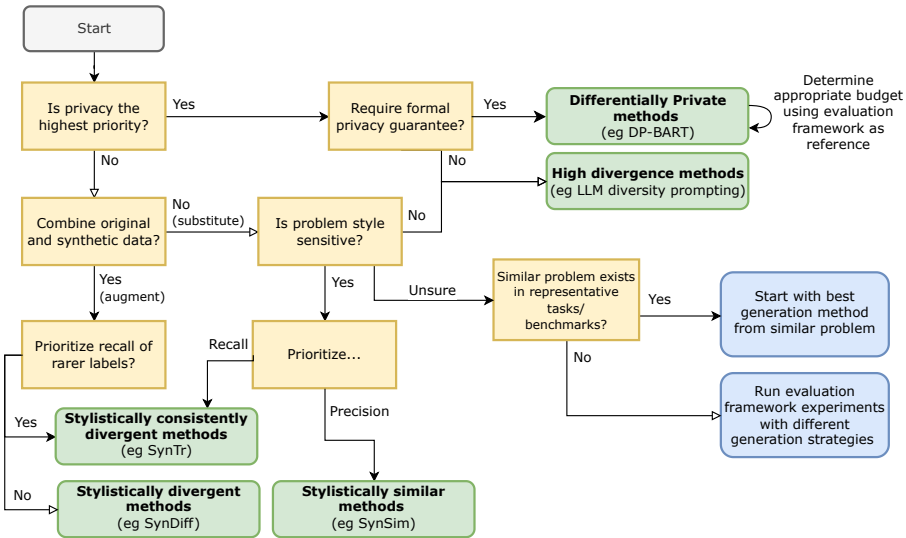 Start
Is privacy the
highest priority?
Yes
Require formal
privacy guarantee?
Yes
Differentially Private
methods
(eg DP-BART)
Determine
appropriate budget
using evaluation
framework as
reference
No
No
High divergence methods
(eg LLM diversity prompting)
Combine original
and synthetic data?
No
(substitute)
Is problem style
sensitive?
No
Yes
(augment)
Yes
Unsure
Similar problem exists
in representative
tasks/
benchmarks?
Yes
Start with best
generation method
from similar problem
Prioritize recall of
rarer labels?
Recall
Prioritize...
No
Run evaluation
framework experiments
with different
generation strategies
Yes
Stylistically consistently
divergent methods
(eg SynTr)
Precision
No
Stylistically divergent
methods
(eg SynDiff)
Stylistically similar
methods
(eg SynSim)